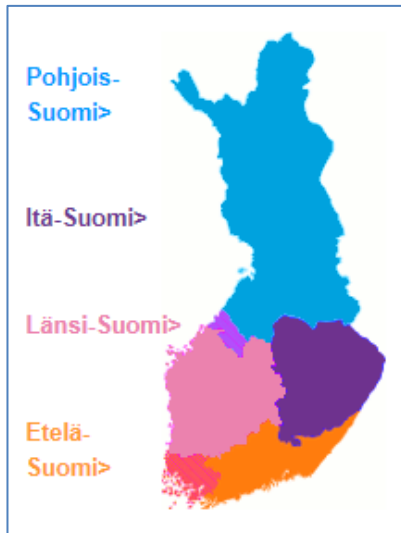 Pohjois-
Suomi>
Itä-Suomi>
Länsi-Suomi>
Etelä-
Suomi>